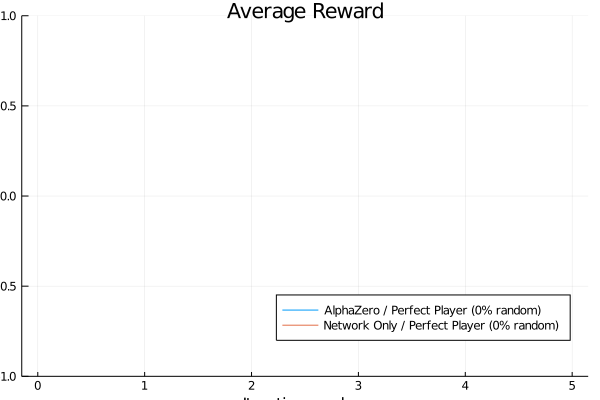 Average Reward
1.0
0.5
0.0
0.5
1.0
AlphaZero / Perfect Player (0% random)
Network Only / Perfect Player (0% random)
0 1 2 3 4 5